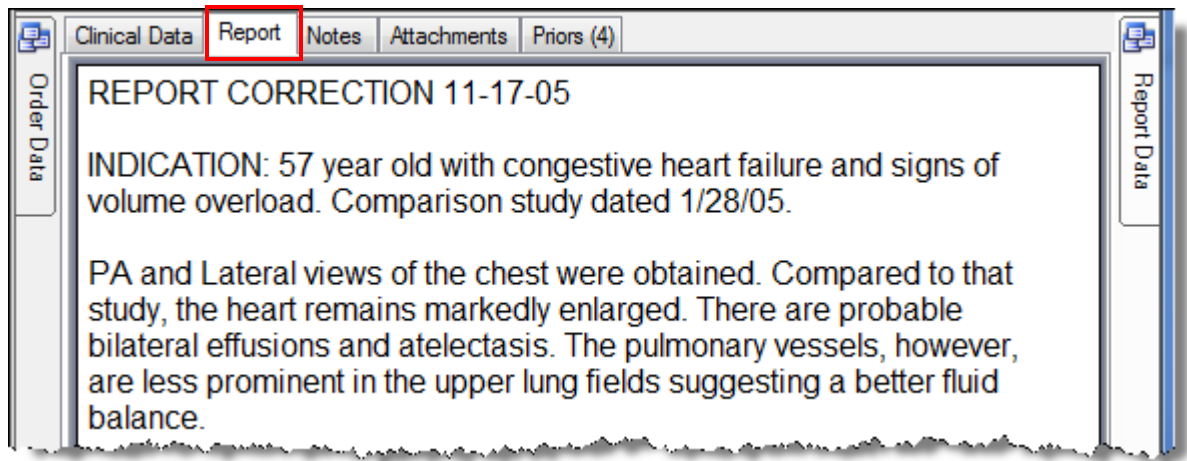 Clinical Data Report Notes Attachments Priors (4)
Order Data
REPORT CORRECTION 11-17-05
INDICATION: 57 year old with congestive heart failure and signs of
volume overload. Comparison study dated 1/28/05.
PA and Lateral views of the chest were obtained. Compared to that
study, the heart remains markedly enlarged. There are probable
bilateral effusions and atelectasis. The pulmonary vessels, however,
are less prominent in the upper lung fields suggesting a better fluid
balance.
Report Data